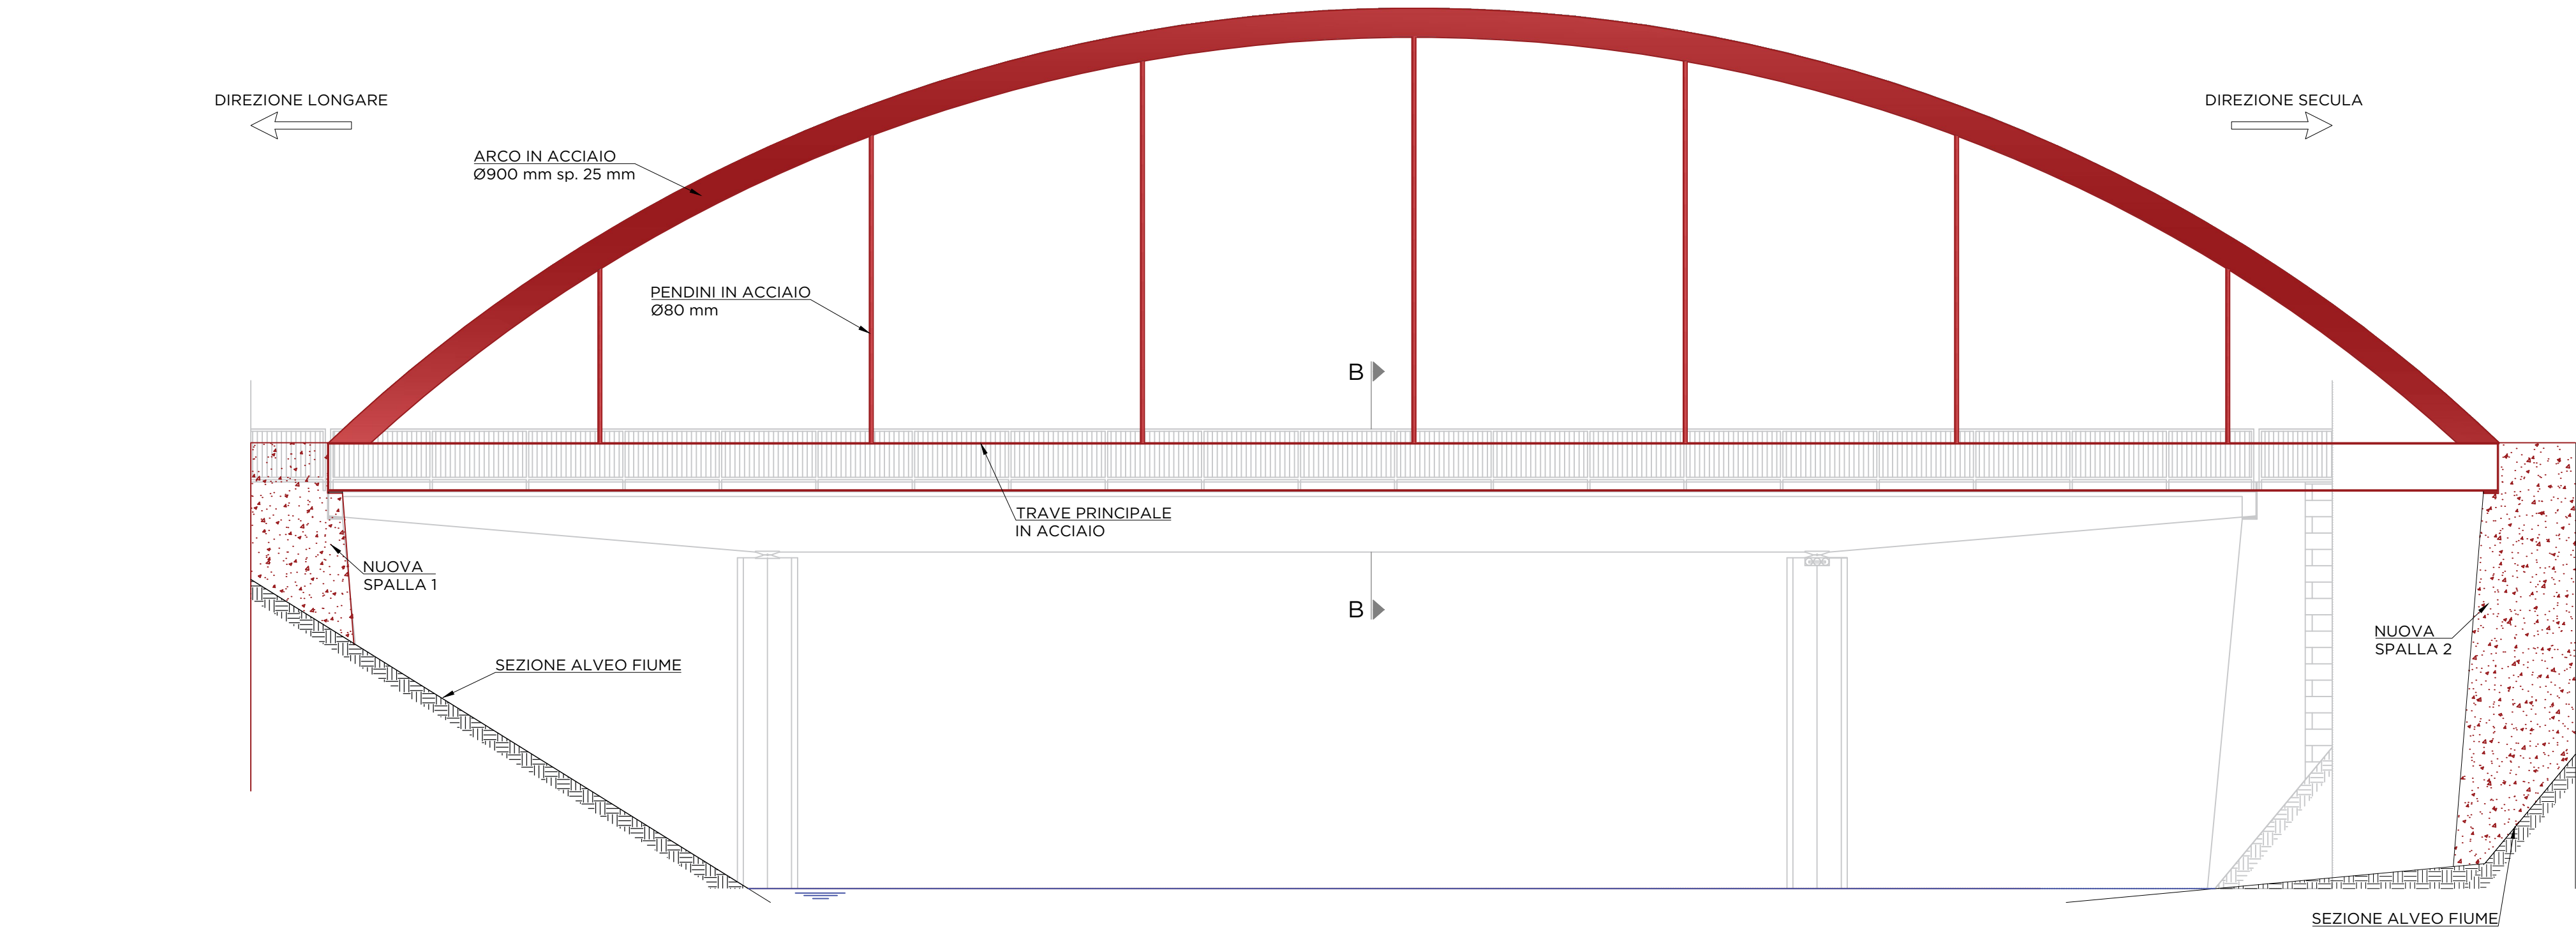 DIREZIONE LONGARE
DIREZIONE SECULA
ARCO IN ACCIAIO
Ø900 mm sp. 25 mm
PENDINI IN ACCIAIO
Ø80 mm
B
TRAVE PRINCIPALE
IN ACCIAIO
NUOVA
SPALLA 1
B
NUOVA
SPALLA 2
SEZIONE ALVEO FIUME
SEZIONE ALVEO FIUME